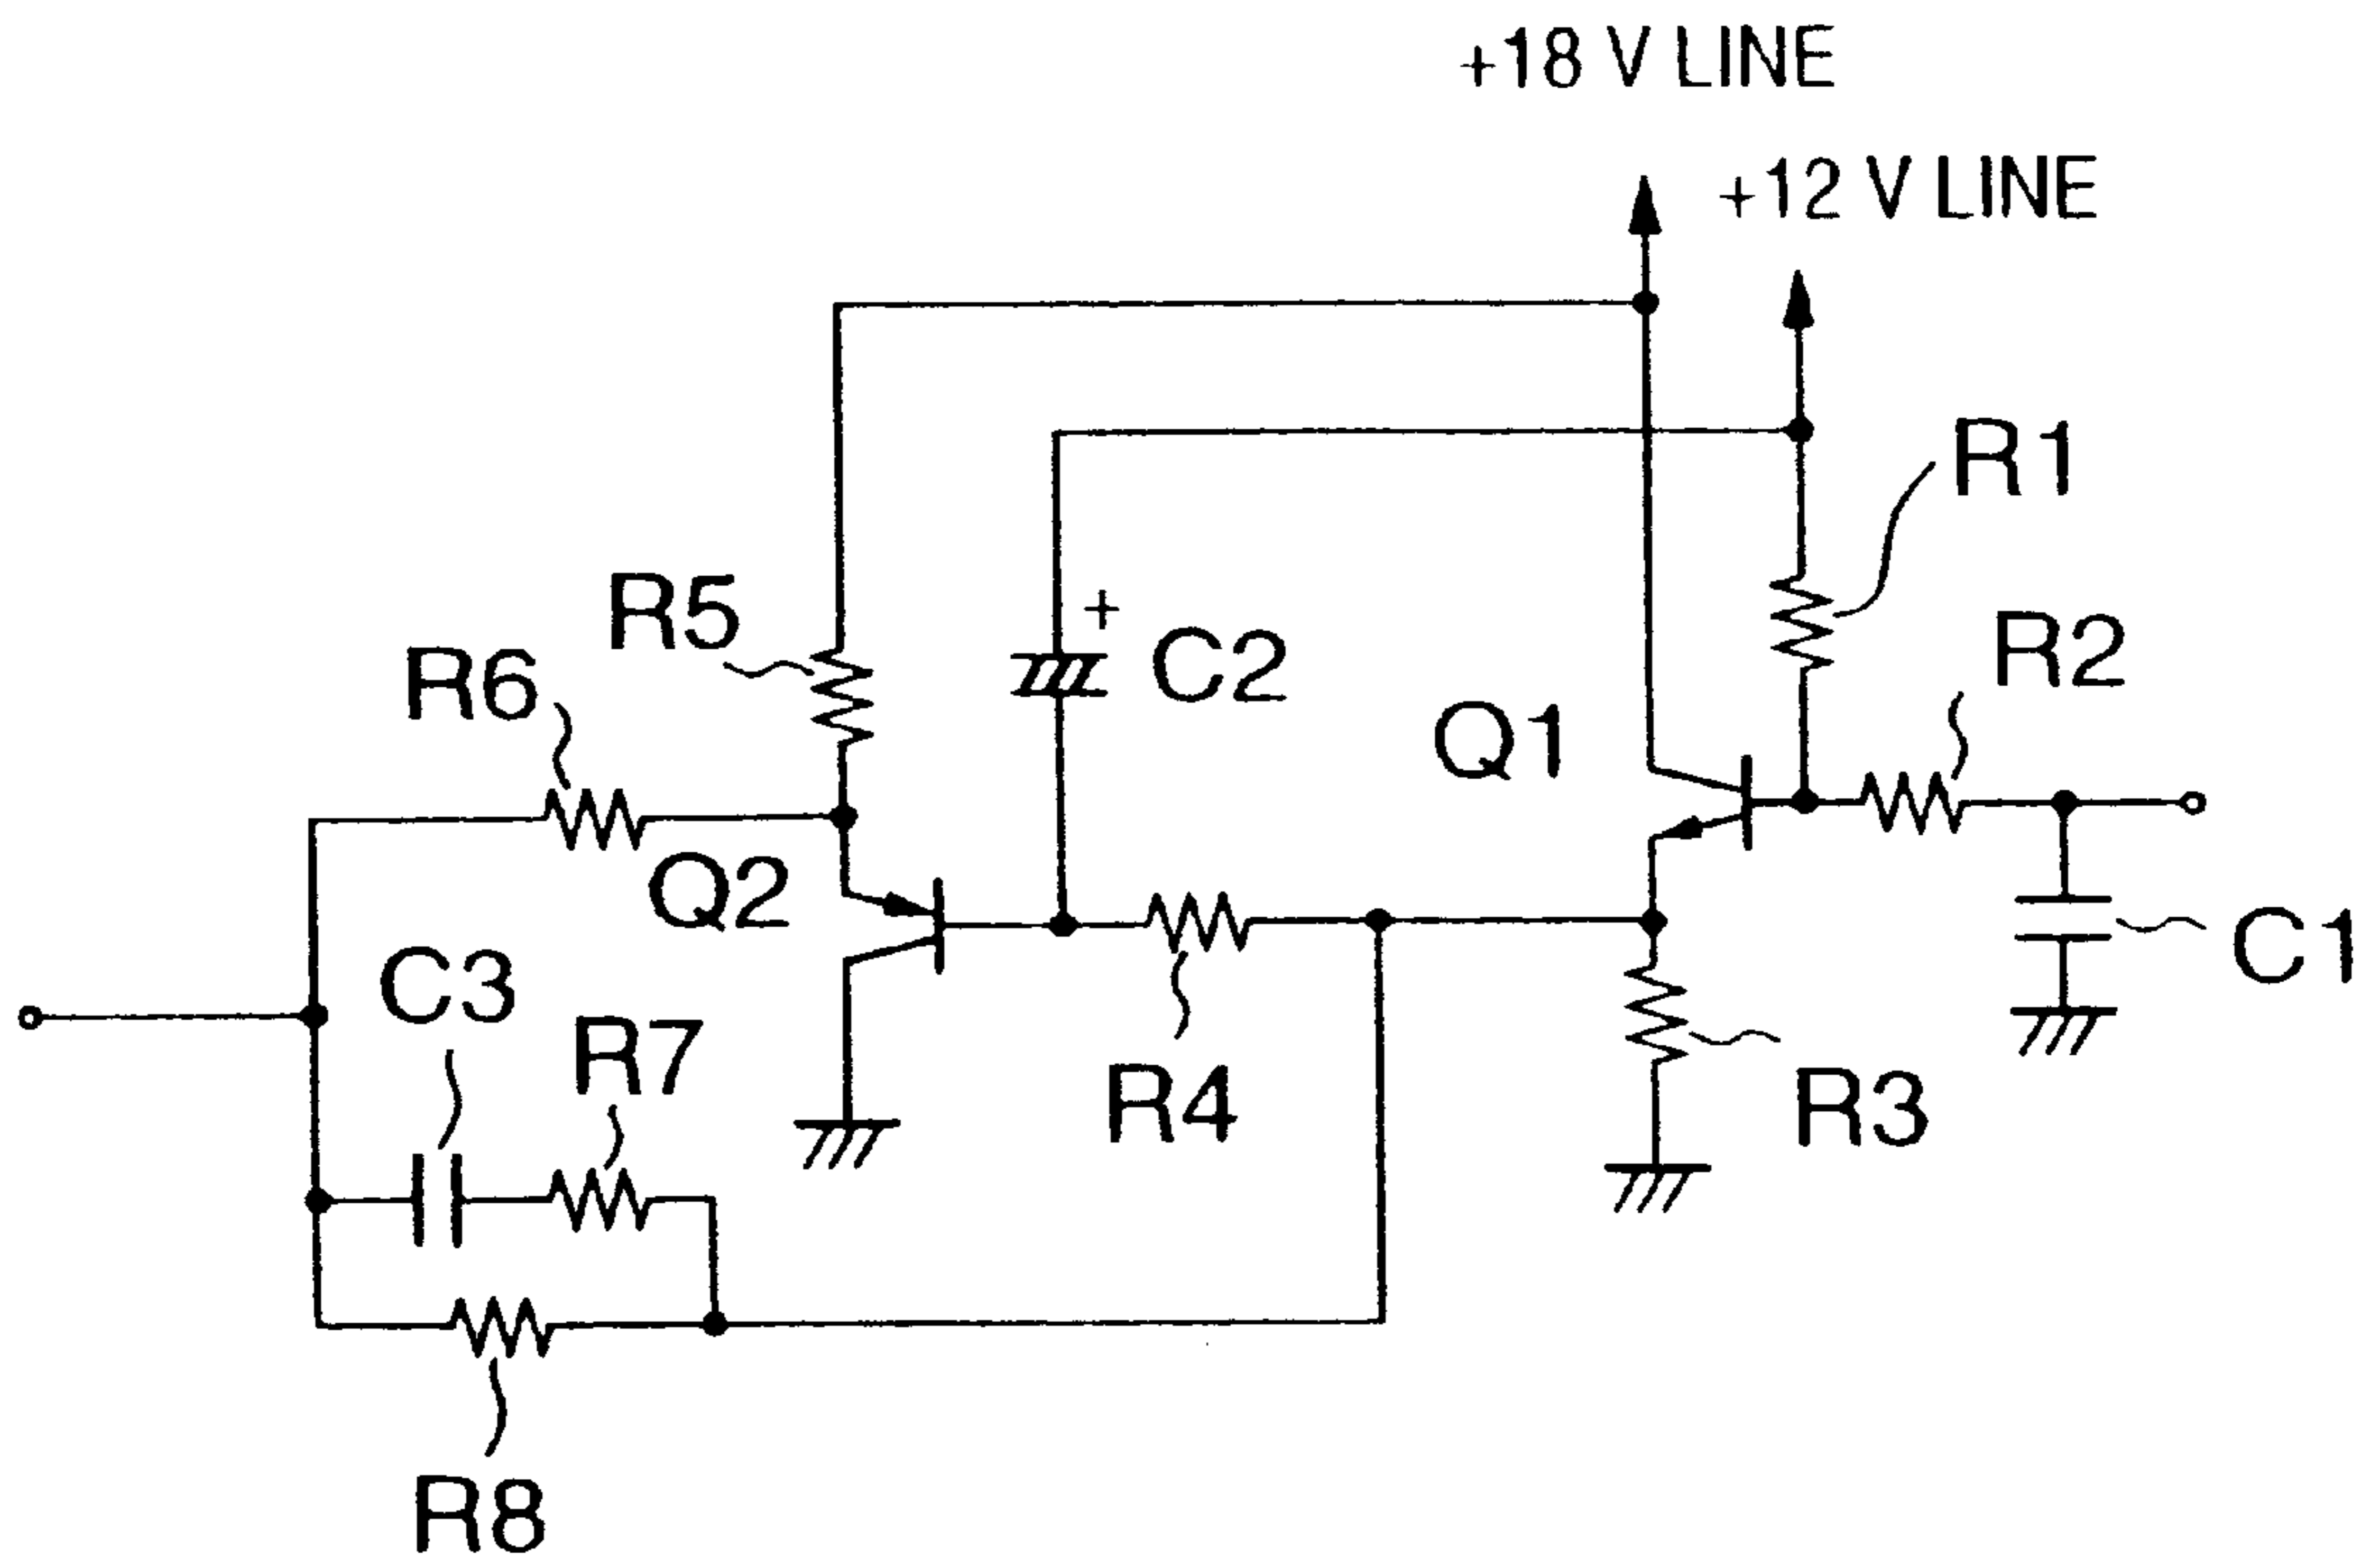 +18 V LINE
+12 V LINE
R1
R5
R2
R6
+
C2
Q1
Q2
C3
C1
R7
R4
R3
R8